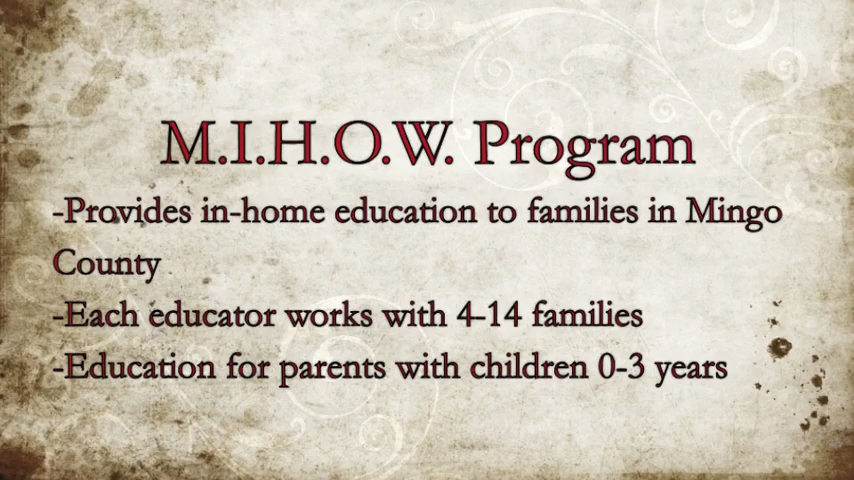 M.I.H.O.W. Program
-Provides in-home education to families in Mingo
County
-Each educator works with 4-14 families
-Education for parents with children 0-3 years